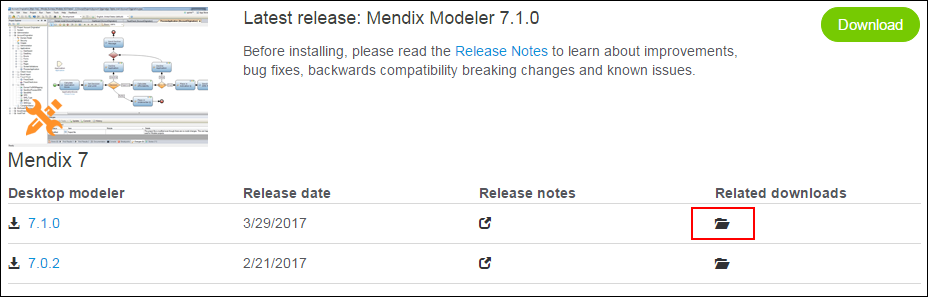 Latest release: Mendix Modeler 7.1.0
Download
Before installing, please read the Release Notes to learn about improvements,
bug fixes, backwards compatibility breaking changes and known issues.
Mendix 7
Desktop modeler Release date Release notes Related downloads
7.1.0 3/29/2017
7.0.2 2/21/2017